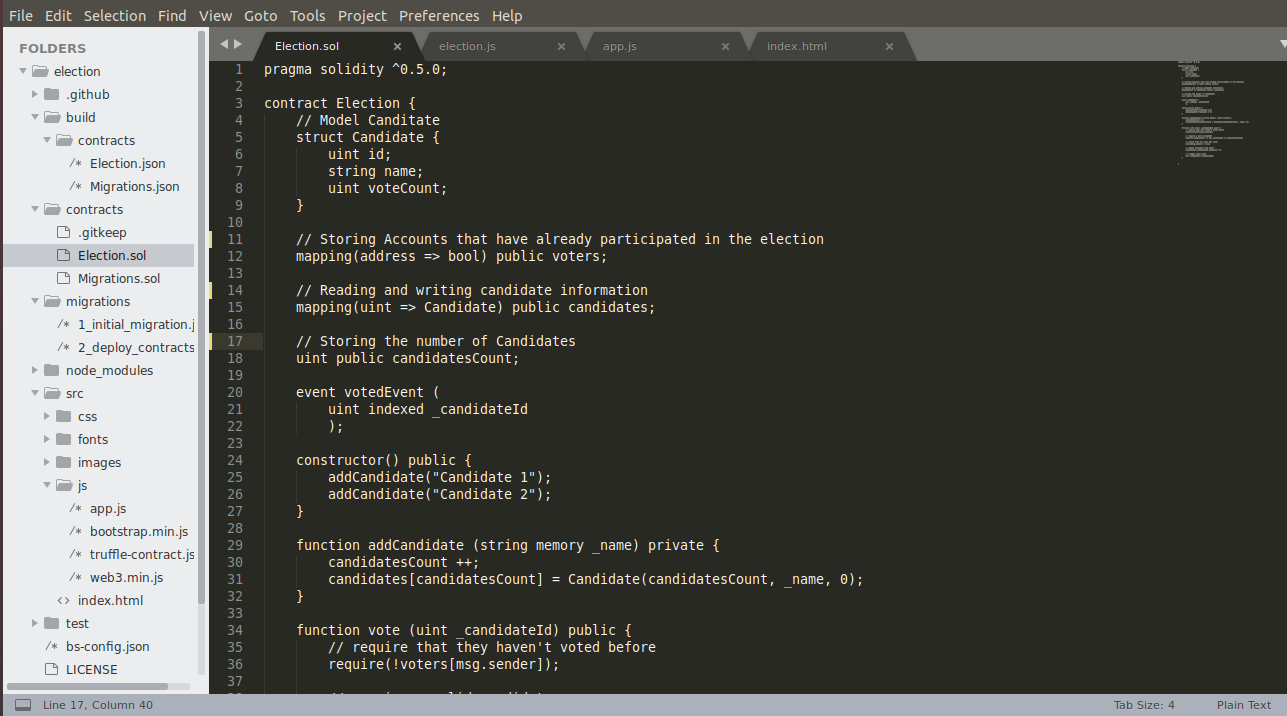 File Edit Selection Find View Goto Tools Project Preferences Help
FOLDERS
election
.github
build
contracts
/* Election.json
/* Migrations.json
contracts
.gitkeep
Election.sol
Migrations.sol
migrations
/* 1_initial_migration.j
/* 2_deploy_contracts
node_modules
src
css
fonts
images
js
/* app.js
/* bootstrap.min.js
/* truffle-contract.js
/* web3.min.js
<> index.html
test
/* bs-config.json
LICENSE
Election.sol × election.js × app.js × index.html ×
1 pragma solidity ^0.5.0;
2
3 contract Election {
4     // Model Canditate
5     struct Candidate {
6         uint id;
7         string name;
8         uint voteCount;
9     }
10
11     // Storing Accounts that have already participated in the election
12     mapping(address => bool) public voters;
13
14     // Reading and writing candidate information
15     mapping(uint => Candidate) public candidates;
16
17     // Storing the number of Candidates
18     uint public candidatesCount;
19
20     event votedEvent (
21         uint indexed _candidateId
22         );
23
24     constructor() public {
25         addCandidate("Candidate 1");
26         addCandidate("Candidate 2");
27     }
28
29     function addCandidate (string memory _name) private {
30         candidatesCount ++;
31         candidates[candidatesCount] = Candidate(candidatesCount, _name, 0);
32     }
33
34     function vote (uint _candidateId) public {
35         // require that they haven't voted before
36         require(!voters[msg.sender]);
37
Line 17, Column 40 Tab Size: 4 Plain Text